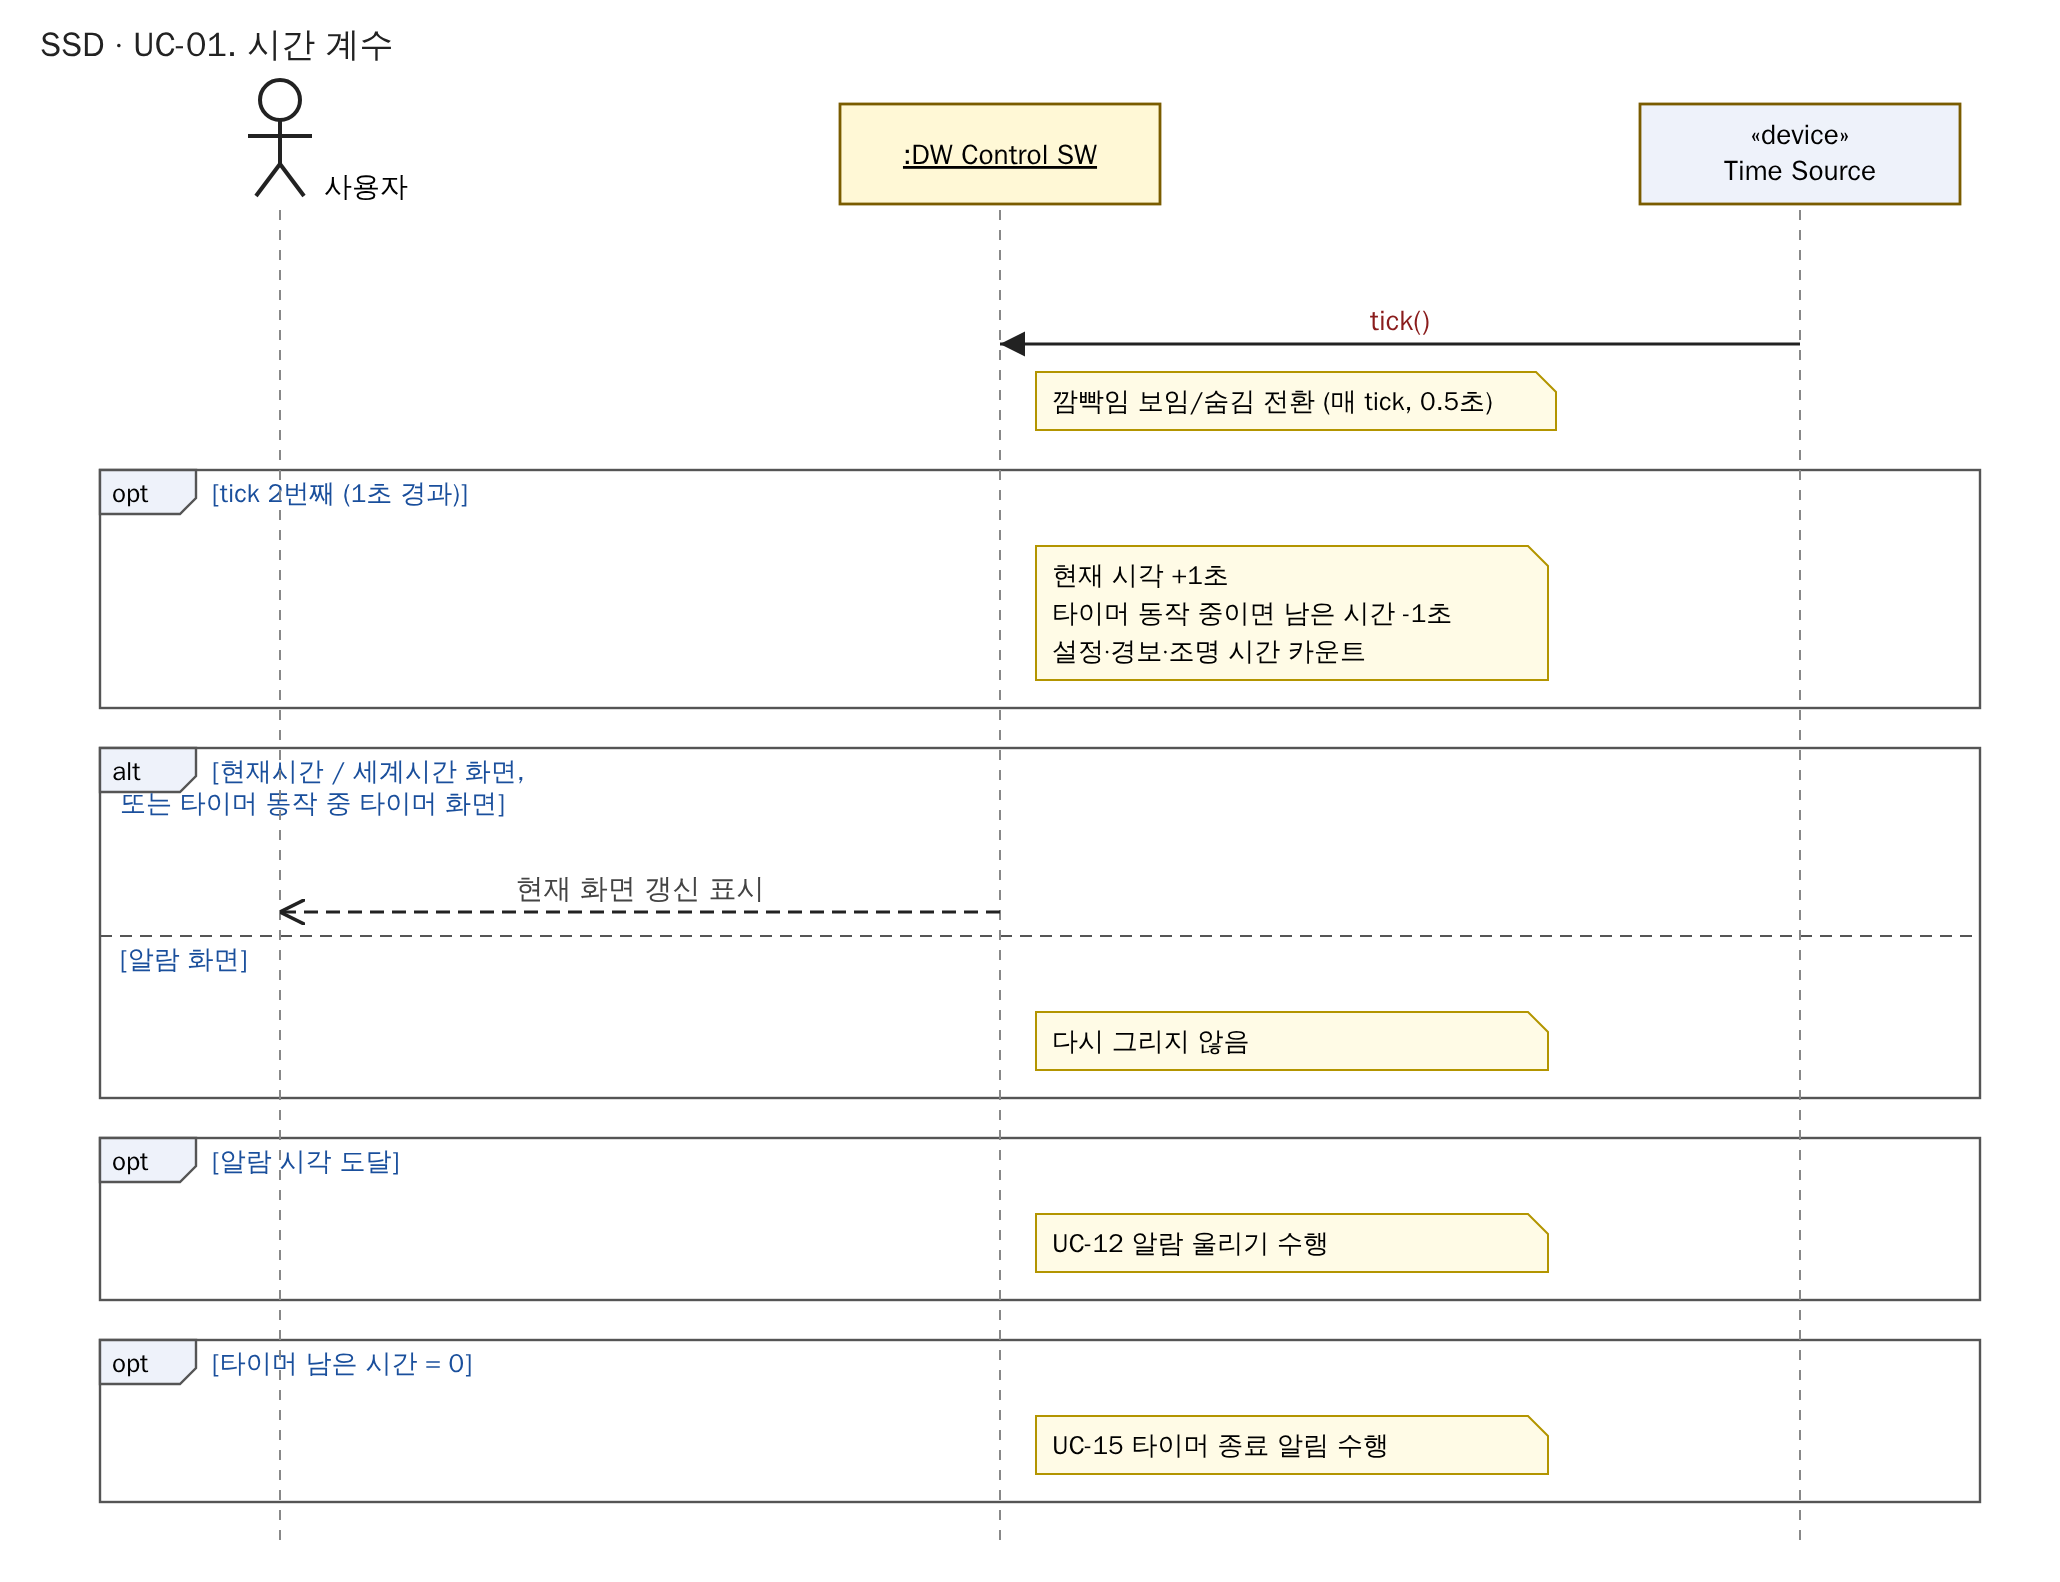 SSD · UC-01. 시간 계수
사용자
:DW Control SW
«device»
Time Source
tick()
깜빡임 보임/숨김 전환 (매 tick, 0.5초)
opt
[tick 2번째 (1초 경과)]
현재 시각 +1초
타이머 동작 중이면 남은 시간 -1초
설정·경보·조명 시간 카운트
alt
[현재시간 / 세계시간 화면,
또는 타이머 동작 중 타이머 화면]
현재 화면 갱신 표시
[알람 화면]
다시 그리지 않음
opt
[알람 시각 도달]
UC-12 알람 울리기 수행
opt
[타이머 남은 시간 = 0]
UC-15 타이머 종료 알림 수행